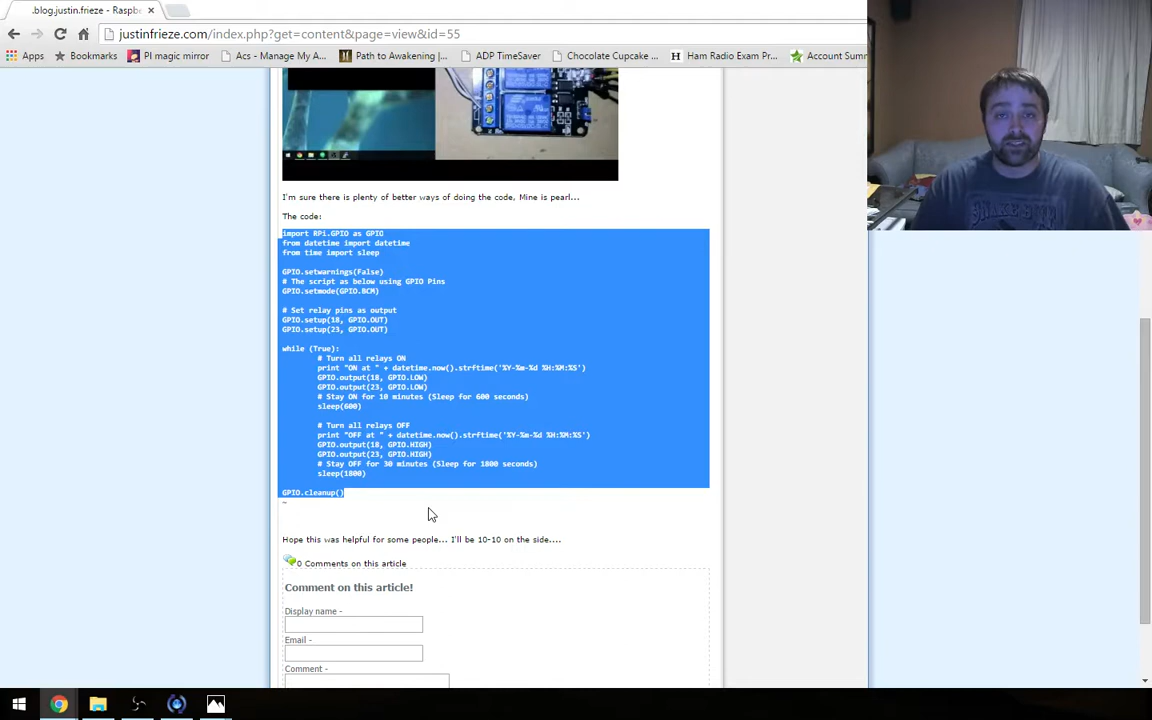 .blog.justin.frieze - Raspbe
justinfrieze.com/index.php?get=content&page=view&id=55
Apps Bookmarks PI magic mirror Acs - Manage My A... Path to Awakening |... ADP TimeSaver Chocolate Cupcake ... Ham Radio Exam Pr... Account Summ
I'm sure there is plenty of better ways of doing the code, Mine is pearl...
The code:
import RPi.GPIO as GPIO
from datetime import datetime
from time import sleep
GPIO.setwarnings(False)
# The script as below using GPIO Pins
GPIO.setmode(GPIO.BCM)
# Set relay pins as output
GPIO.setup(18, GPIO.OUT)
GPIO.setup(23, GPIO.OUT)
while (True):
# Turn all relays ON
print "ON at " + datetime.now().strftime('%Y-%m-%d %H:%M:%S')
GPIO.output(18, GPIO.LOW)
GPIO.output(23, GPIO.LOW)
# Stay ON for 10 minutes (Sleep for 600 seconds)
sleep(600)
# Turn all relays OFF
print "OFF at " + datetime.now().strftime('%Y-%m-%d %H:%M:%S')
GPIO.output(18, GPIO.HIGH)
GPIO.output(23, GPIO.HIGH)
# Stay OFF for 30 minutes (Sleep for 1800 seconds)
sleep(1800)
GPIO.cleanup()
~
Hope this was helpful for some people... I'll be 10-10 on the side....
0 Comments on this article
Comment on this article!
Display name -
Email -
Comment -